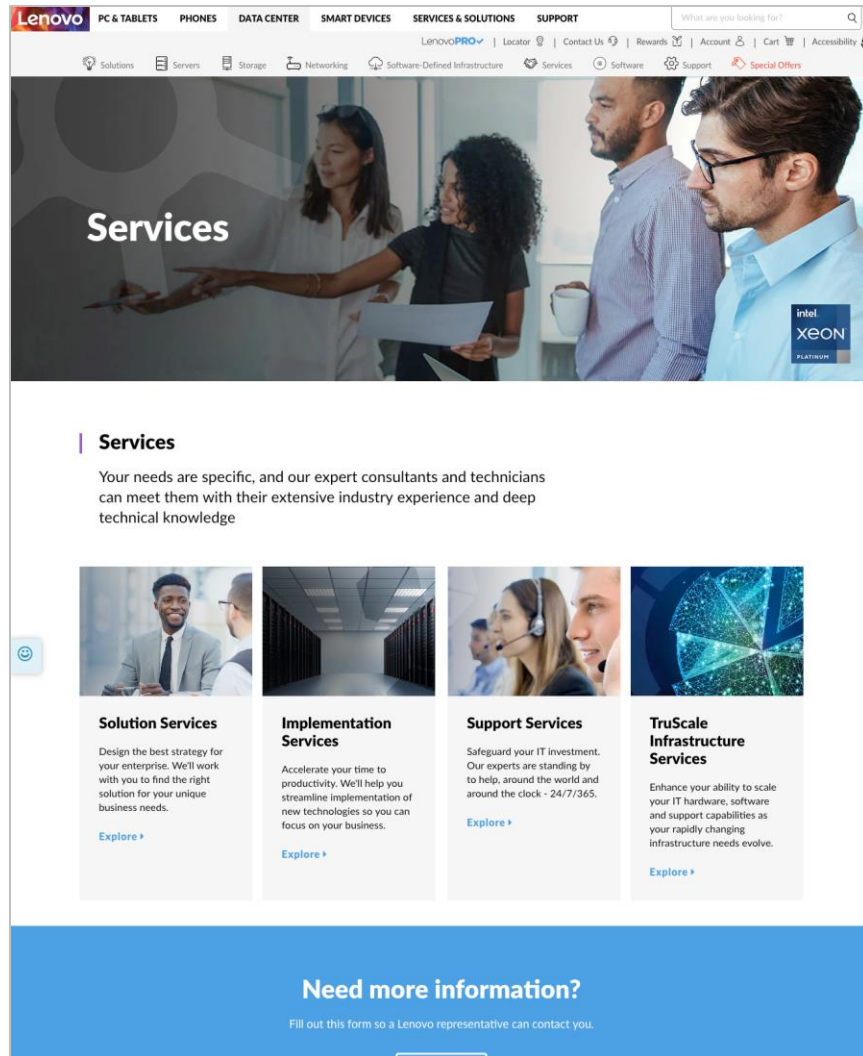 Lenovo
PC & TABLETS PHONES DATA CENTER SMART DEVICES SERVICES & SOLUTIONS SUPPORT
What are you looking for?
LenovoPRO | Locator | Contact Us | Rewards | Account | Cart | Accessibility
Solutions Servers Storage Networking Software-Defined Infrastructure Services Software Support Special Offers
Services
intel.
XEON
PLATINUM
Services
Your needs are specific, and our expert consultants and technicians
can meet them with their extensive industry experience and deep
technical knowledge
Solution Services
Design the best strategy for
your enterprise. We'll work
with you to find the right
solution for your unique
business needs.
Explore
Implementation
Services
Accelerate your time to
productivity. We'll help you
streamline implementation of
new technologies so you can
focus on your business.
Explore
Support Services
Safeguard your IT investment.
Our experts are standing by
to help, around the world and
around the clock - 24/7/365.
Explore
TruScale
Infrastructure
Services
Enhance your ability to scale
your IT hardware, software
and support capabilities as
your rapidly changing
infrastructure needs evolve.
Explore
Need more information?
Fill out this form so a Lenovo representative can contact you.